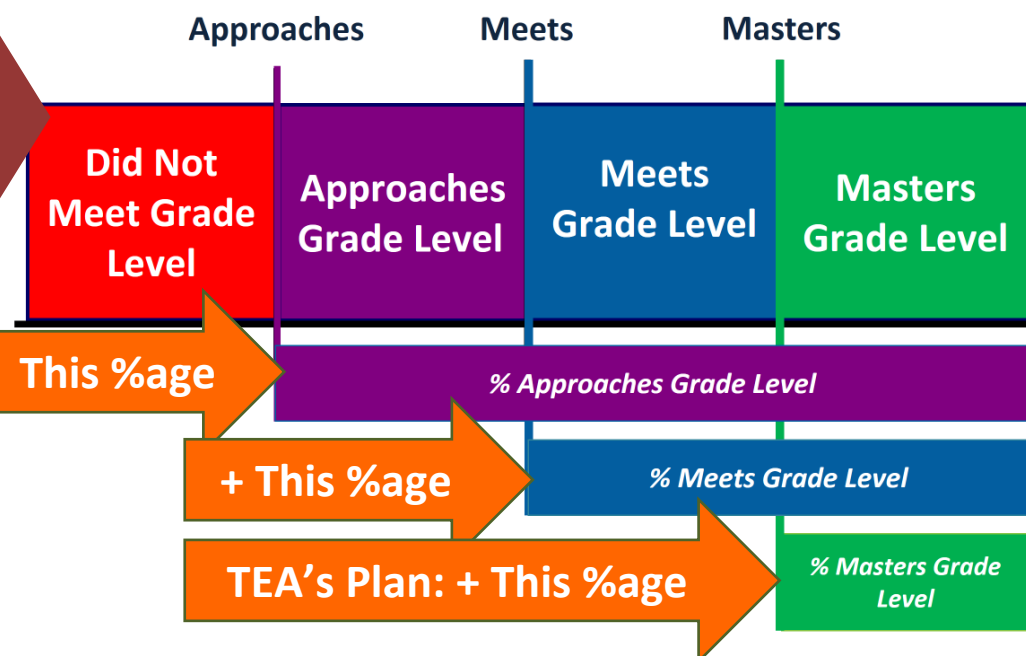 Approaches
Meets
Masters
Did Not
Meet Grade
Level
Approaches
Grade Level
Meets
Grade Level
Masters
Grade Level
This %age
% Approaches Grade Level
+ This %age
% Meets Grade Level
TEA’s Plan: + This %age
% Masters Grade
Level